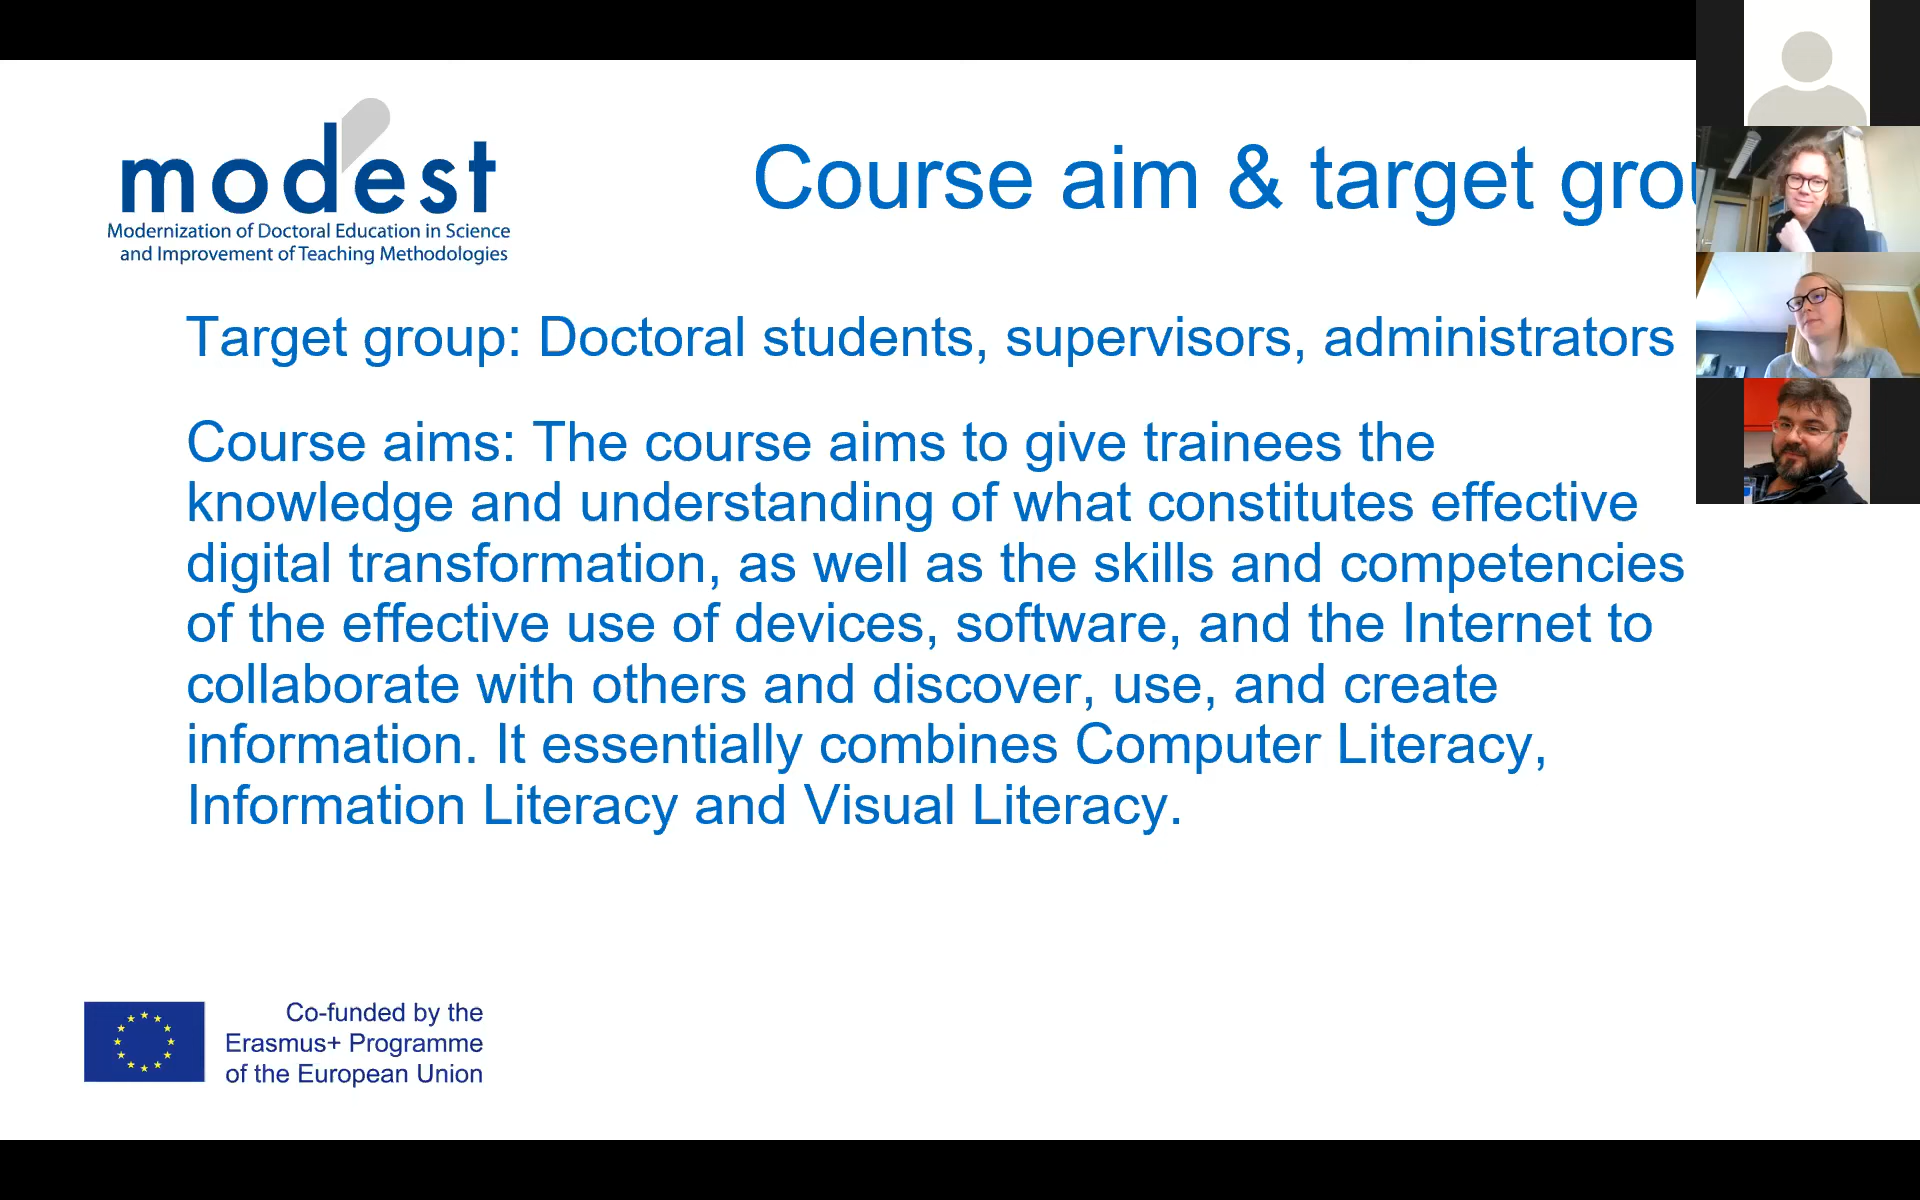 modest
Modernization of Doctoral Education in Science
and Improvement of Teaching Methodologies
Course aim & target
Target group: Doctoral students, supervisors, administrators
Course aims: The course aims to give trainees the
knowledge and understanding of what constitutes effective
digital transformation, as well as the skills and competencies
of the effective use of devices, software, and the Internet to
collaborate with others and discover, use, and create
information. It essentially combines Computer Literacy,
Information Literacy and Visual Literacy.
Co-funded by the
Erasmus+ Programme
of the European Union